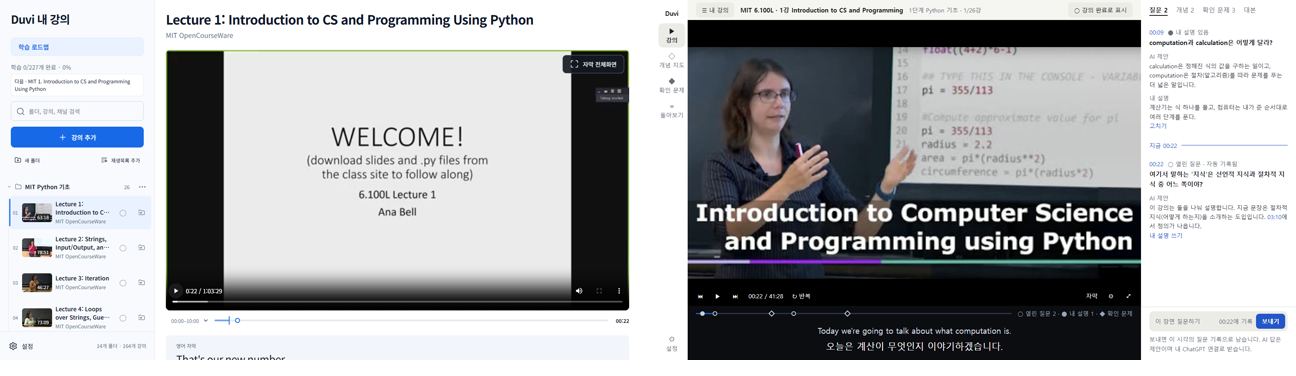 Duvi 내 강의
학습 로드맵
학습 0/227개 완료 · 0%
다음 · MIT 1. Introduction to CS and Programming
Using Python
폴더, 강의, 채널 검색
+ 강의 추가
새 폴더
재생목록 추가
MIT Python 기초
26
01
63:18
Lecture 1:
Introduction to C...
MIT OpenCourseWare
02
Lecture 2: Strings,
Input/Output, an...
MIT OpenCourseWare
03
46:27
Lecture 3: Iteration
MIT OpenCourseWare
04
73:09
Lecture 4: Loops
over Strings, Gue...
MIT OpenCourseWare
설정
Lecture 1: Introduction to CS and Programming Using Python
MIT OpenCourseWare
자막 전체화면
WELCOME!
(download slides and .py files from
the class site to follow along)
6.100L Lecture 1
Ana Bell
0:22 / 1:03:29
00:00–10:00
00:22
영어 자막
That's our now number
Duvi
강의
개념 지도
확인 문제
돌아보기
설정
내 강의
MIT 6.100L · 1강 Introduction to CS and Programming
1단계 Python 기초 · 1/26강
강의 완료로 표시
float((4+2)*6-1)
16
## TYPE THIS IN THE CONSOLE - VARIAB
17
pi = 355/113
18
19
#Compute approximate value for pi
20
pi = 355/113
21
radius = 2.2
area = pi*(radius**2)
circumference = pi*(radius*2)
Introduction to Computer Science
and Programming using Python
00:22 / 41:28
반복
자막
열린 질문 2 · 내 설명 1 · 확인 문제
Today we're going to talk about what computation is.
오늘은 계산이 무엇인지 이야기하겠습니다.
질문 2
개념 2
확인 문제 3
대본
00:09
내 설명 있음
computation과 calculation은 어떻게 달라?
AI 제안
calculation은 정해진 식의 값을 구하는 일이고,
computation은 절차(알고리즘)를 따라 문제를 푸는
더 넓은 말입니다.
내 설명
계산기는 식 하나를 풀고, 컴퓨터는 내가 준 순서대로
여러 단계를 푼다.
고치기
지금 00:22
00:22
열린 질문 · 자동 기록됨
여기서 말하는 '지식'은 선언적 지식과 절차적 지
식 중 어느 쪽이야?
AI 제안
이 강의는 둘을 나눠 설명합니다. 지금 문장은 절차적
지식(어떻게 하는지)을 소개하는 도입입니다. 03:10에
서 정의가 나옵니다.
내 설명 쓰기
이 장면 질문하기
00:22에 기록
보내기
보내면 이 시각의 질문 기록으로 남습니다. AI 답은
제안이며 내 ChatGPT 연결로 받습니다.